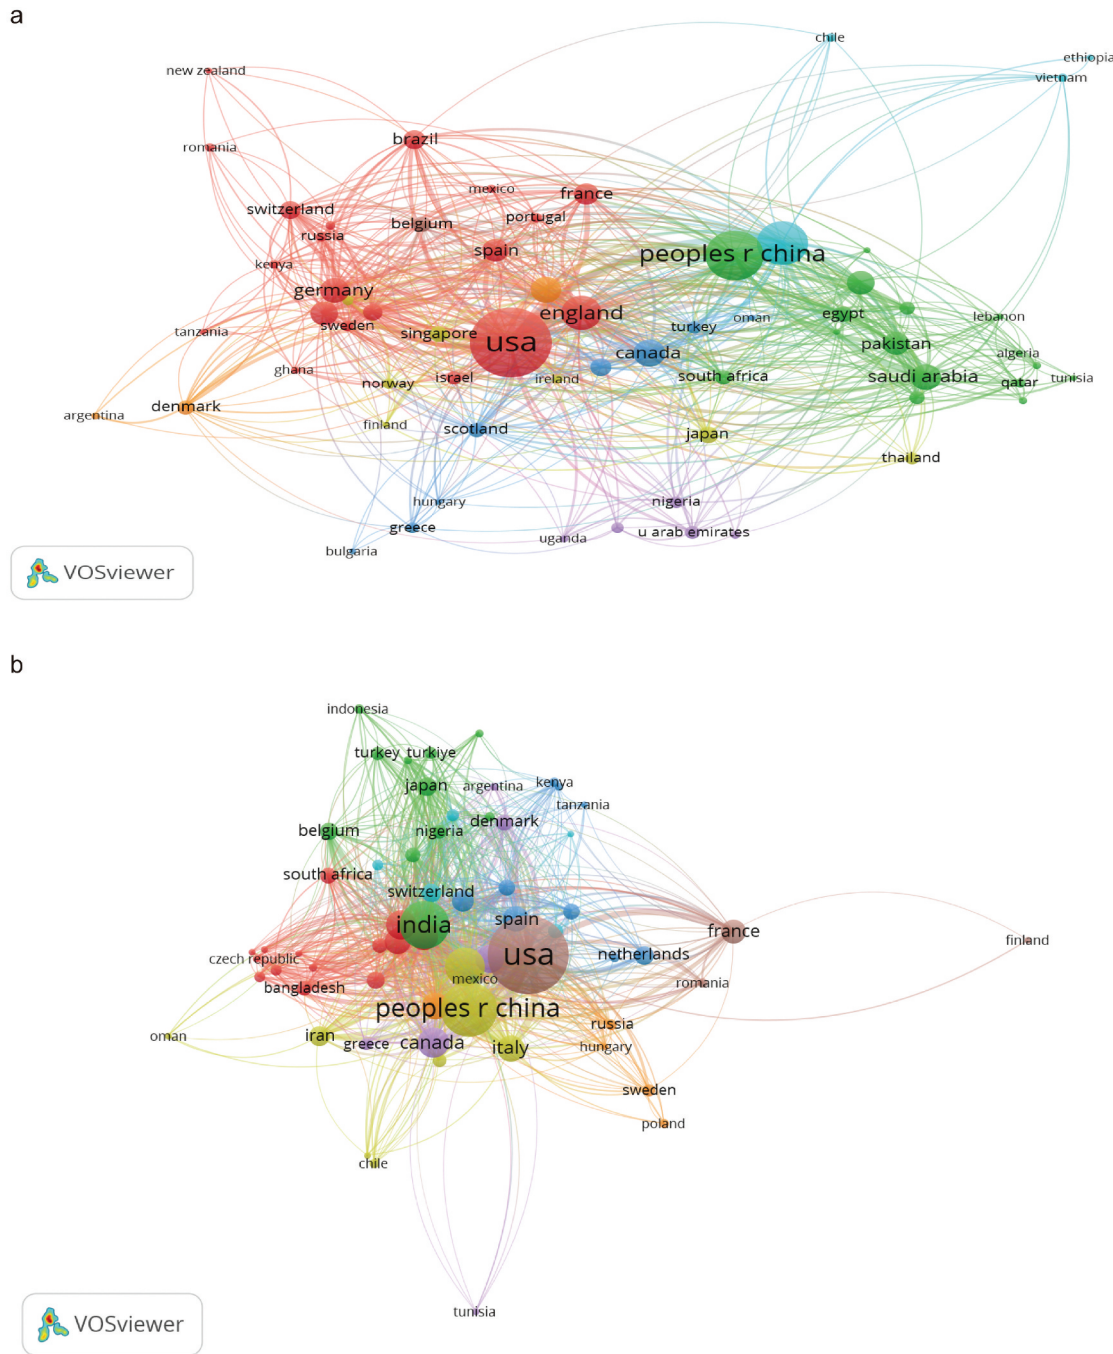 a
chile
ethiopia
new zealand
vietnam
brazil
romania
mexico
france
switzerland
belgium
portugal
russia
spain
peoples r china
kenya
germany
england
egypt
oman
lebanon
tanzania
sweden
singapore
turkey
usa
pakistan
canada
algeria
ghana
norway
israel
ireland
south africa
saudi arabia
qatar
tunisia
argentina
denmark
finland
scotland
japan
thailand
hungary
nigeria
greece
uganda
u arab emirates
bulgaria
VOSviewer
b
indonesia
turkey
turkiye
japan
argentina
kenya
tanzania
belgium
nigeria
denmark
south africa
switzerland
india
spain
france
finland
czech republic
usa
netherlands
bangladesh
mexico
romania
peoples r china
oman
iran
greece
canada
italy
russia
hungary
sweden
poland
chile
tunisia
VOSviewer